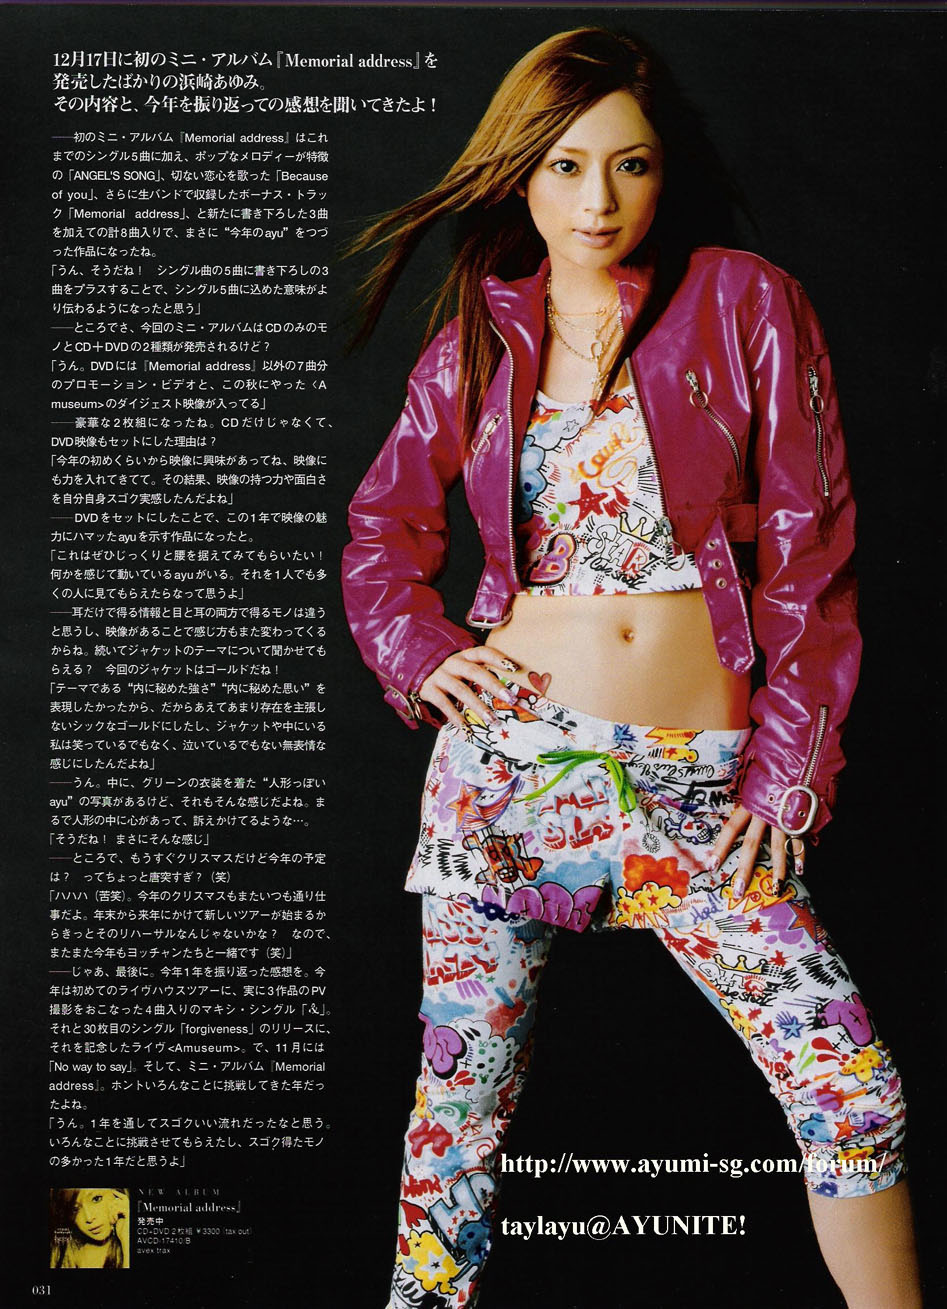 12月17日に初のミニ・アルバム『Memorial address』を
発売したばかりの浜崎あゆみ。
その内容と、今年を振り返っての感想を聞いてきたよ！
──初のミニ・アルバム『Memorial address』はこれ
までのシングル5曲に加え、ポップなメロディーが特徴
の「ANGEL'S SONG」、切ない恋心を歌った「Because
of you」、さらに生バンドで収録したボーナス・トラッ
ク「Memorial address」、と新たに書き下ろした3曲
を加えての計8曲入りで、まさに“今年のayu”をつづ
った作品になったね。
「うん、そうだね！　シングル曲の5曲に書き下ろしの3
曲をプラスすることで、シングル5曲に込めた意味がよ
り伝わるようになったと思う」
──ところでさ、今回のミニ・アルバムはCDのみのモ
ノとCD＋DVDの2種類が発売されるけど？
「うん。DVDには『Memorial address』以外の7曲分
のプロモーション・ビデオと、この秋にやった〈A
museum>のダイジェスト映像が入ってる」
──豪華な2枚組になったね。CDだけじゃなくて、
DVD映像もセットにした理由は？
「今年の初めくらいから映像に興味があってね、映像に
も力を入れてきてて。その結果、映像の持つ力や面白さ
を自分自身スゴク実感したんだよね」
──DVDをセットにしたことで、この1年で映像の魅
力にハマッたayuを示す作品になったと。
「これはぜひじっくりと腰を据えてみてもらいたい！
何かを感じて動いているayuがいる。それを1人でも多
くの人に見てもらえたらなって思うよ」
──耳だけで得る情報と目と耳の両方で得るモノは違う
と思うし、映像があることで感じ方もまた変わってくる
からね。続いてジャケットのテーマについて聞かせても
らえる？　今回のジャケットはゴールドだね！
「テーマである“内に秘めた強さ”“内に秘めた思い”を
表現したかったから、だからあえてあまり存在を主張し
ないシックなゴールドにしたし、ジャケットや中にいる
私は笑っているでもなく、泣いているでもない無表情な
感じにしたんだよね」
──うん。中に、グリーンの衣装を着た“人形っぽい
ayu”の写真があるけど、それもそんな感じだよね。ま
るで人形の中に心があって、訴えかけてるような…。
「そうだね！ まさにそんな感じ」
──ところで、もうすぐクリスマスだけど今年の予定
は？　ってちょっと唐突すぎ？（笑）
「ハハハ（苦笑）。今年のクリスマスもまたいつも通り仕
事だよ。年末から来年にかけて新しいツアーが始まるか
らきっとそのリハーサルなんじゃないかな？　なので、
またまた今年もヨッチャンたちと一緒です（笑）」
──じゃあ、最後に。今年1年を振り返った感想を。今
年は初めてのライヴハウスツアーに、実に3作品のPV
撮影をおこなった4曲入りのマキシ・シングル「&」。
それと30枚目のシングル「forgiveness」のリリースに、
それを記念したライヴ<Amuseum>。で、11月には
「No way to say」。そして、ミニ・アルバム『Memorial
address』。ホントいろんなことに挑戦してきた年だっ
たよね。
「うん。1年を通してスゴクいい流れだったなと思う。
いろんなことに挑戦させてもらえたし、スゴク得たモノ
の多かった1年だと思うよ」
NEW ALBUM
『Memorial address』
発売中
CD+DVD 2枚組 ￥3300 (tax out)
AVCD-17410/B
avex trax
031
STAR
http://www.ayumi-sg.com/forum/
taylayu@AYUNITE!